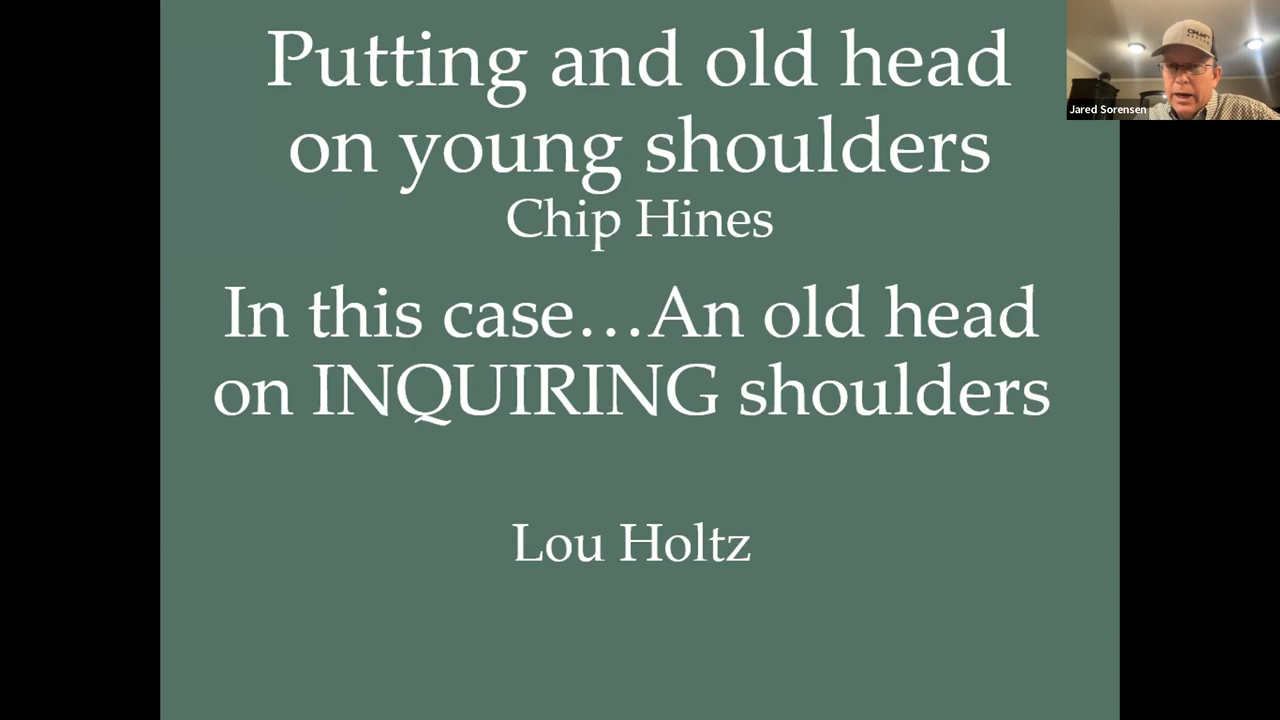 Putting and old head
on young shoulders
Chip Hines
In this case…An old head
on INQUIRING shoulders
Lou Holtz
Jared Sorensen